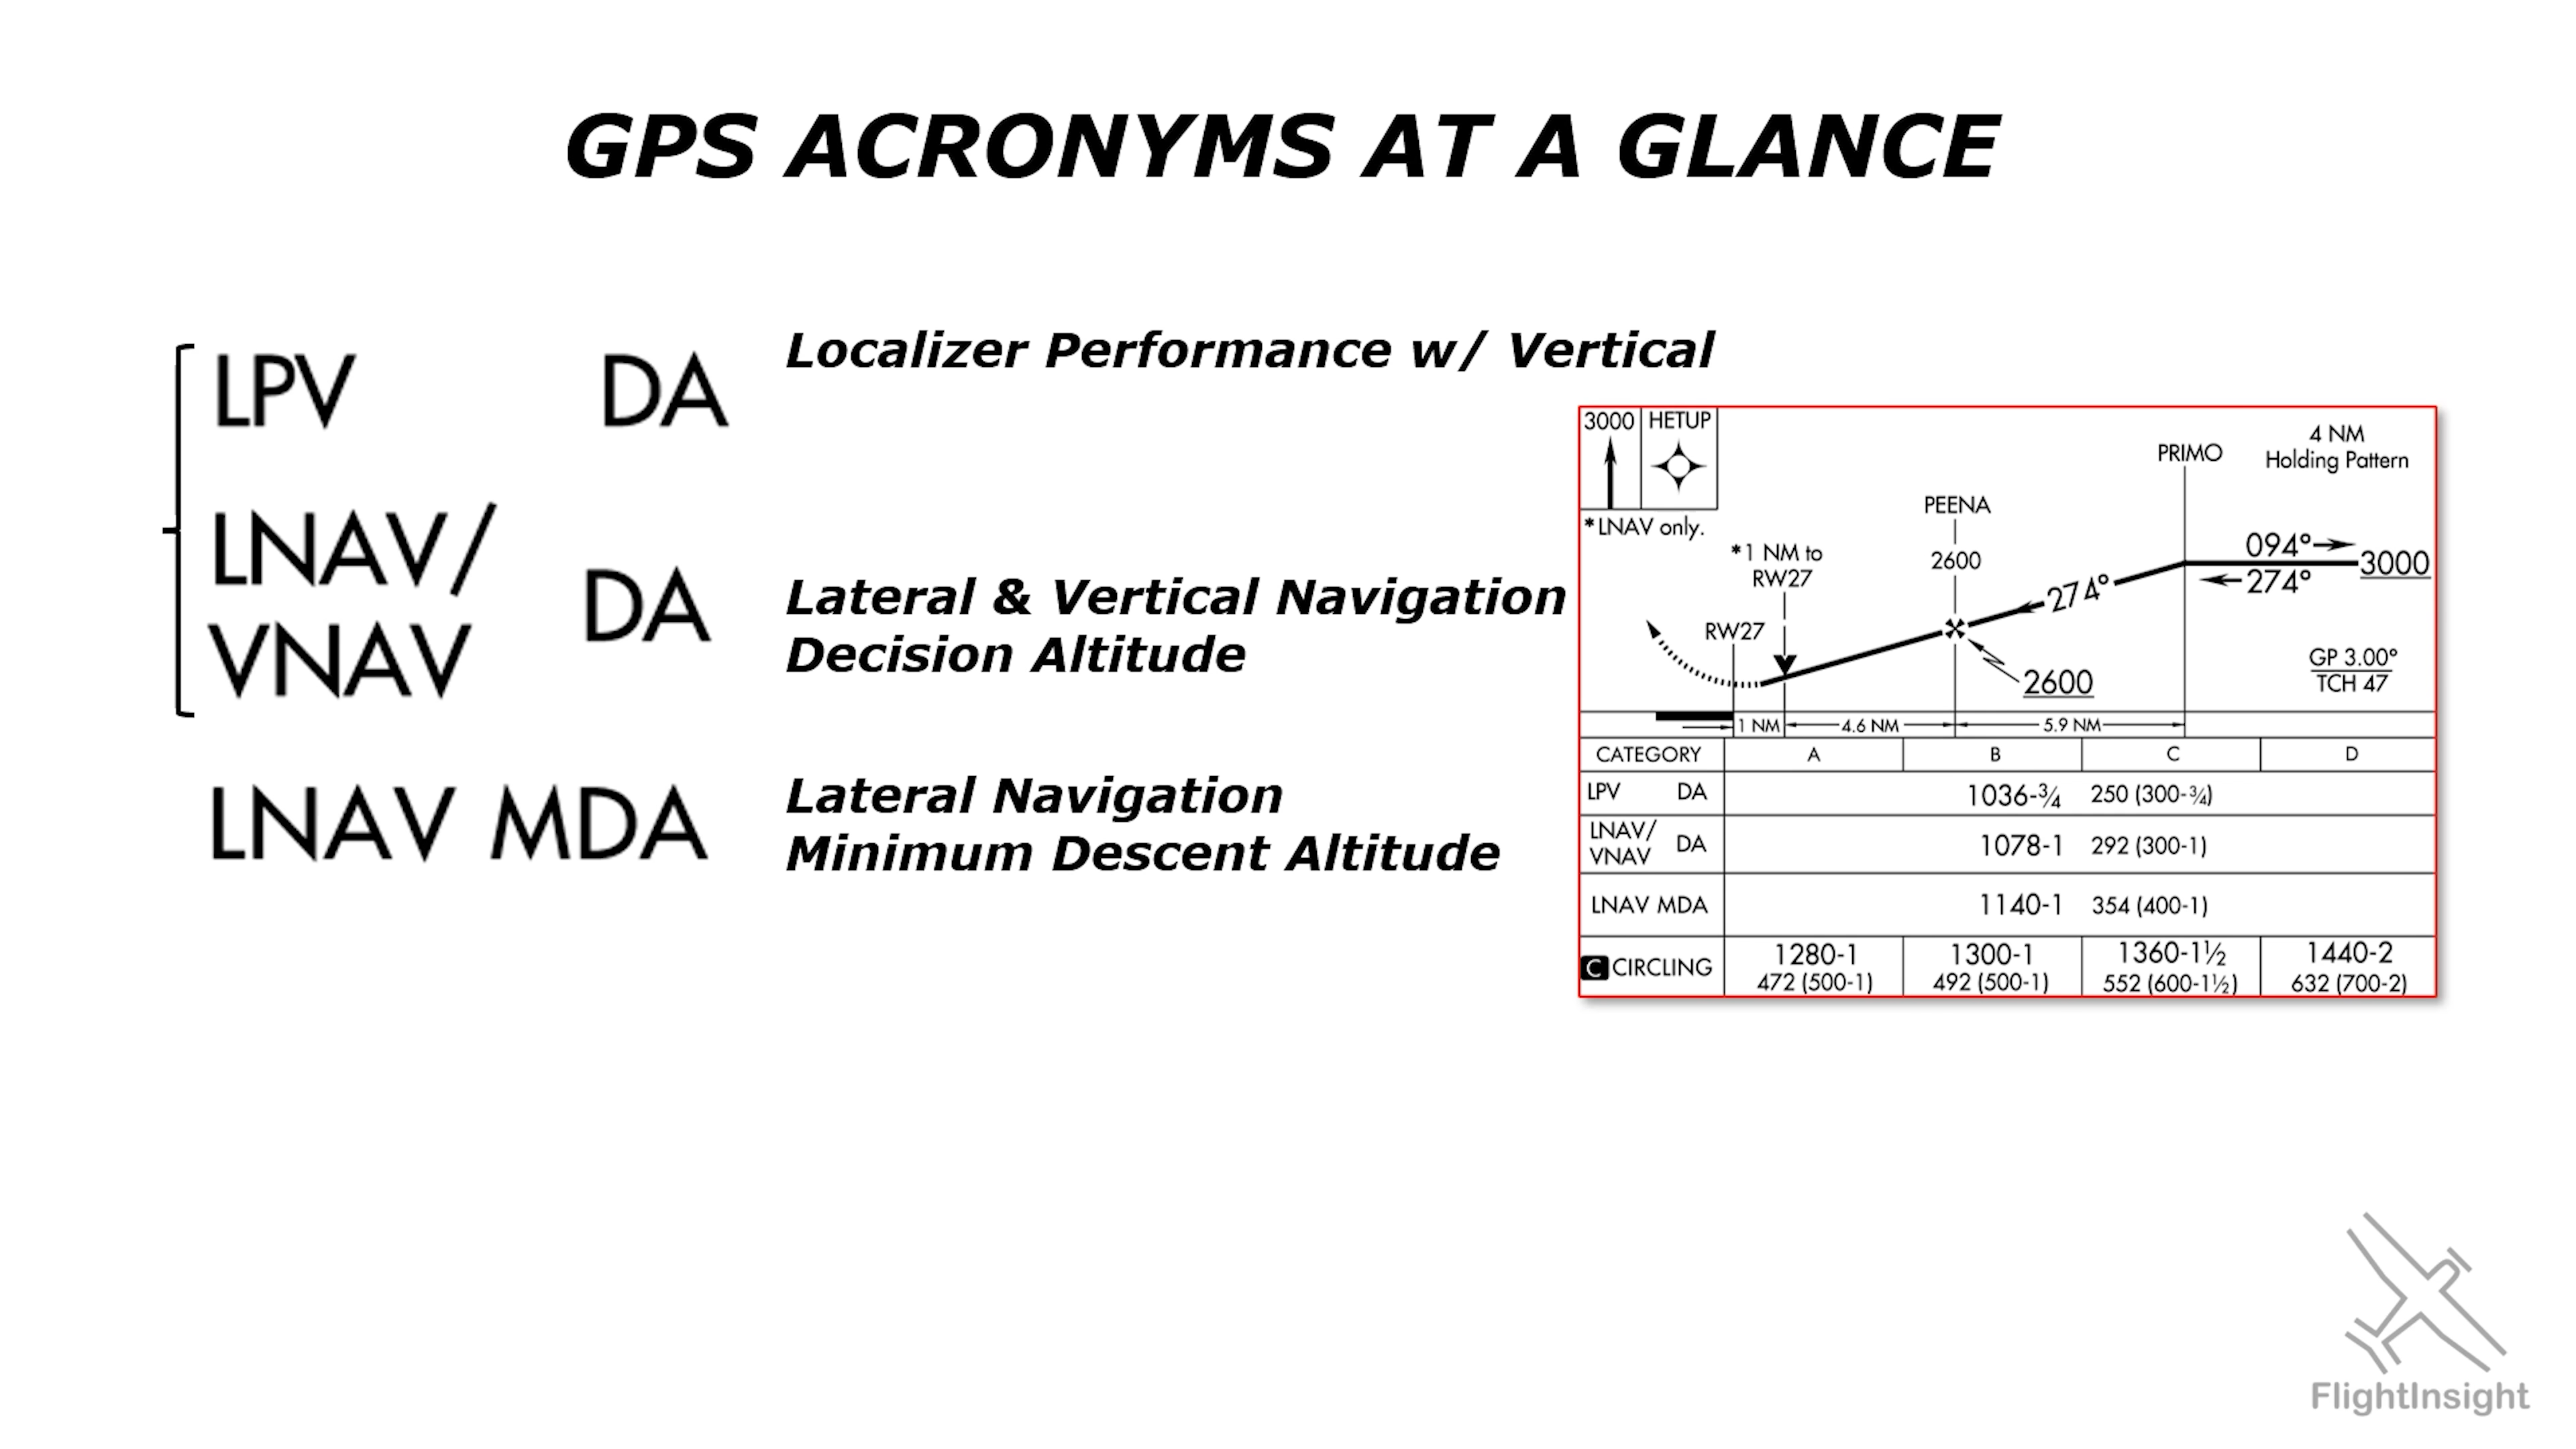 GPS ACRONYMS AT A GLANCE
LPV DA
Localizer Performance w/ Vertical
LNAV/
VNAV DA
Lateral & Vertical Navigation
Decision Altitude
LNAV MDA
Lateral Navigation
Minimum Descent Altitude
3000 HETUP
*LNAV only.
4 NM
Holding Pattern
PRIMO
PEENA
2600
*1 NM to
RW27
RW27
094°
3000
274°
274°
2600
GP 3.00°
TCH 47
1 NM 4.6 NM 5.9 NM
CATEGORY A B C D
LPV DA 1036-¾ 250 (300-¾)
LNAV/
VNAV DA 1078-1 292 (300-1)
LNAV MDA 1140-1 354 (400-1)
C CIRCLING
1280-1 1300-1 1360-1½ 1440-2
472 (500-1) 492 (500-1) 552 (600-1½) 632 (700-2)
FlightInsight